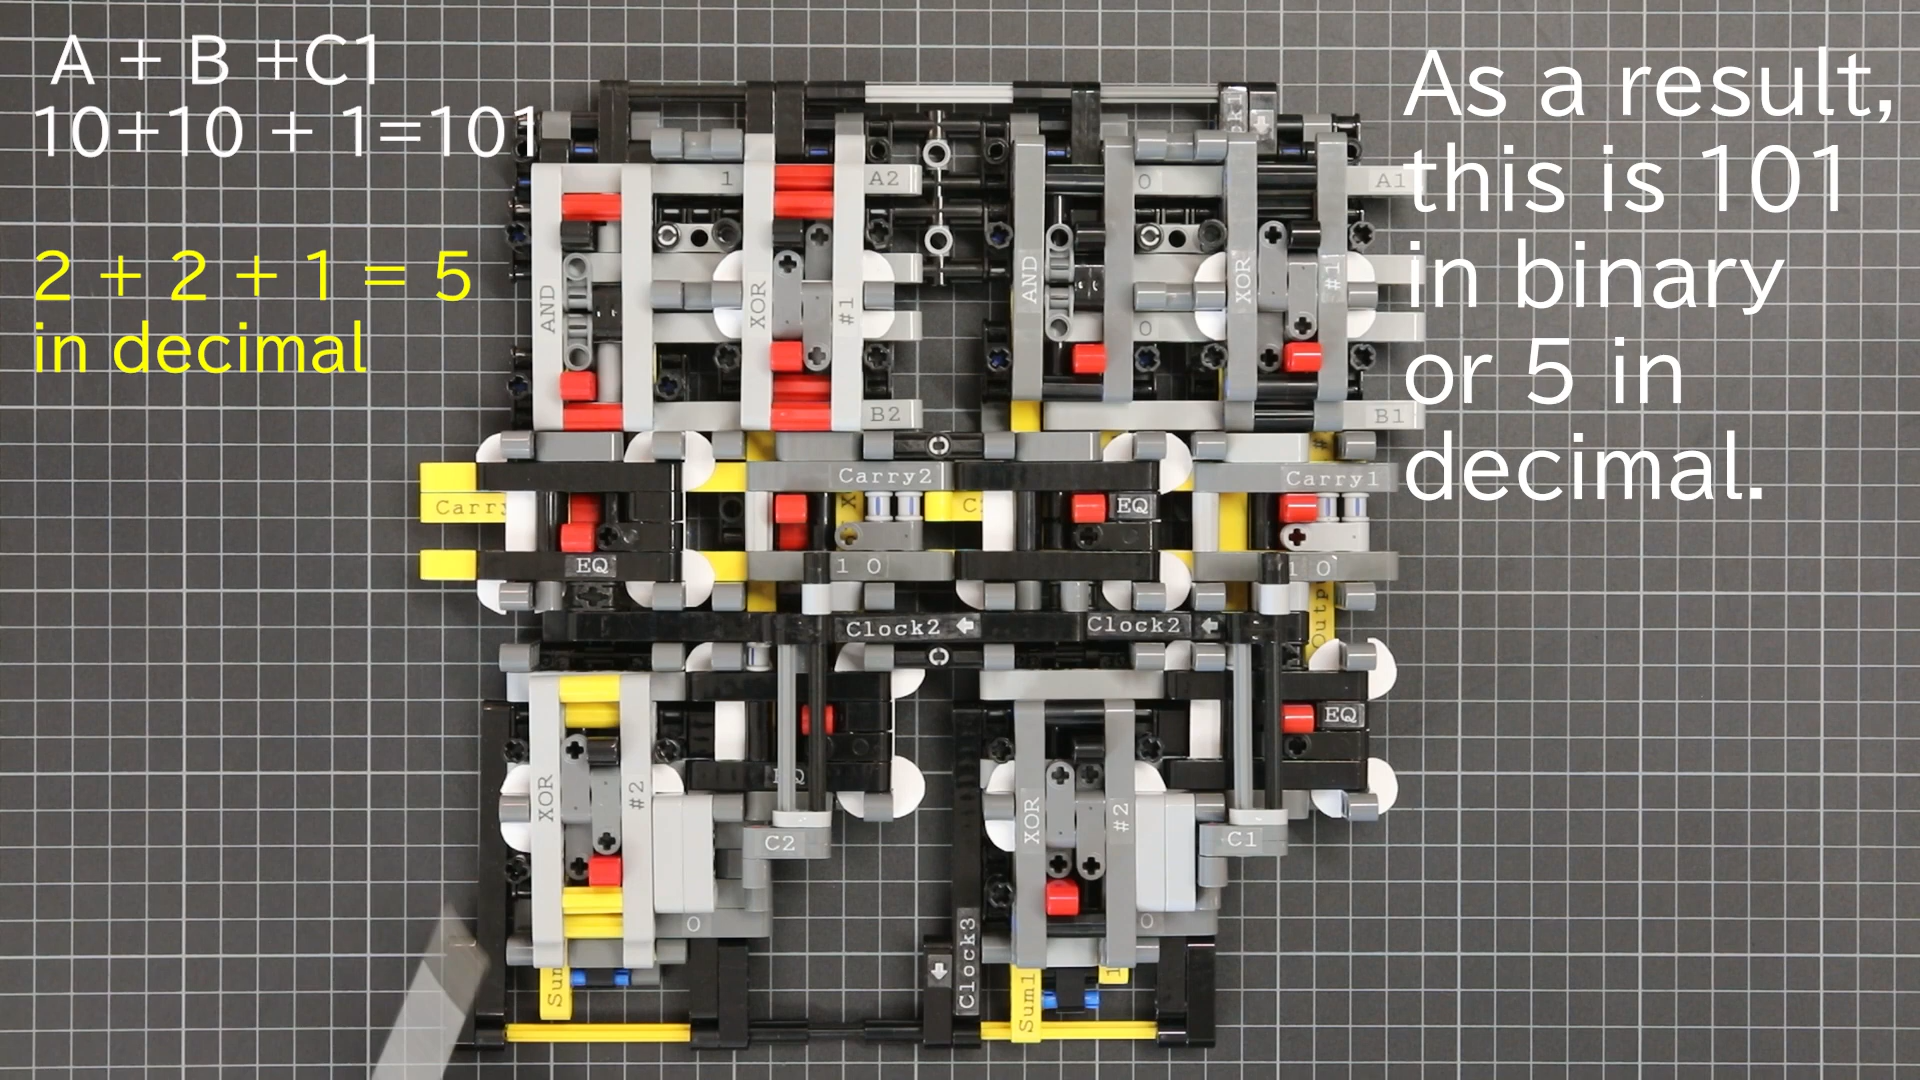 A + B +C1
10+10 + 1=101
2 + 2 + 1 = 5
in decimal
As a result,
this is 101
in binary
or 5 in
decimal.
1
A2
0
A1
AND
XOR
#1
AND
XOR
#1
0
B2
B1
Carry2
Carry1
EQ
EQ
1 0
1 0
Clock2
Clock2
EQ
EQ
XOR
#2
XOR
#2
C2
C1
0
0
Clock3
Sum1